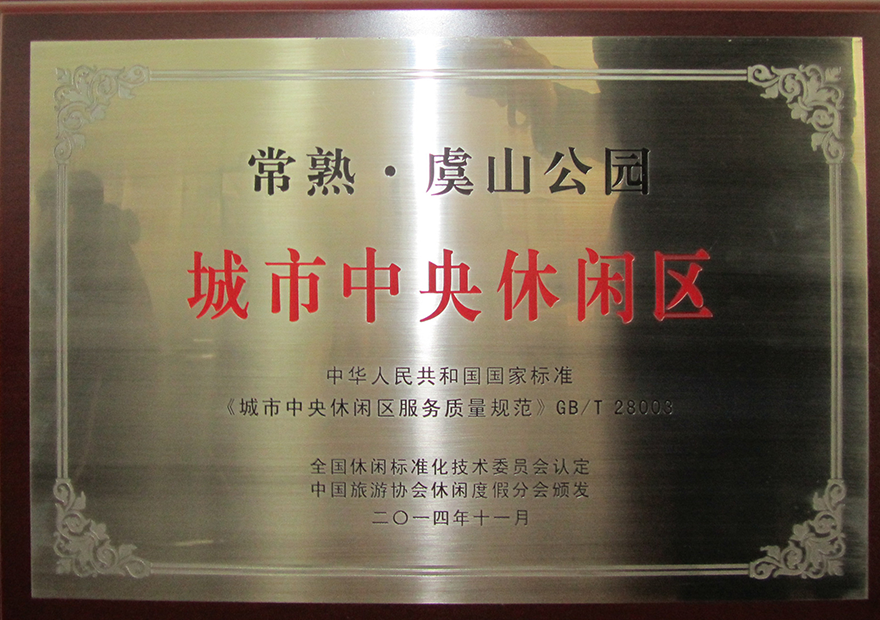 常熟·虞山公园
城市中央休闲区
中华人民共和国国家标准
《城市中央休闲区服务质量规范》GB/T 28003
全国休闲标准化技术委员会认定
中国旅游协会休闲度假分会颁发
二〇一四年十一月